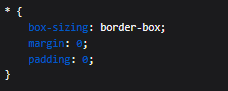 * {
    box-sizing: border-box;
    margin: 0;
    padding: 0;
}